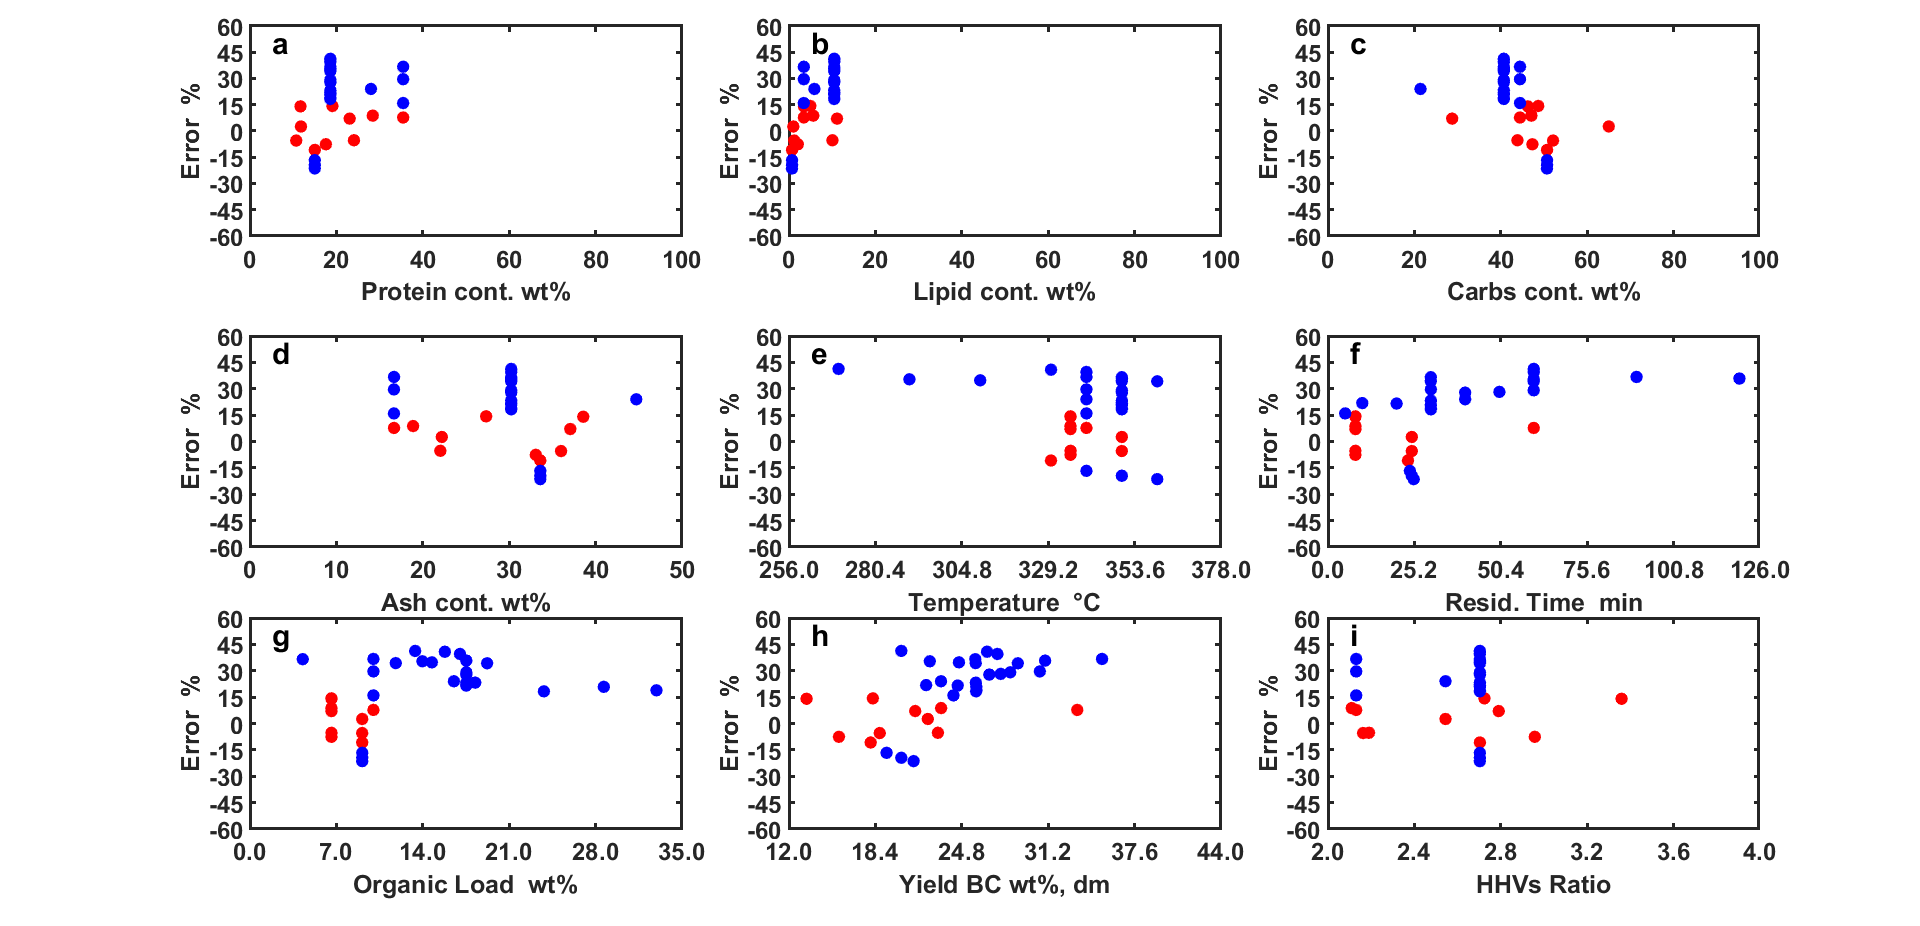 a
60
45
30
15
0
-15
-30
-45
-60
Error %
0 20 40 60 80 100
Protein cont. wt%
b
60
45
30
15
0
-15
-30
-45
-60
Error %
0 20 40 60 80 100
Lipid cont. wt%
c
60
45
30
15
0
-15
-30
-45
-60
Error %
0 20 40 60 80 100
Carbs cont. wt%
d
60
45
30
15
0
-15
-30
-45
-60
Error %
0 10 20 30 40 50
Ash cont. wt%
e
60
45
30
15
0
-15
-30
-45
-60
Error %
256.0 280.4 304.8 329.2 353.6 378.0
Temperature °C
f
60
45
30
15
0
-15
-30
-45
-60
Error %
0.0 25.2 50.4 75.6 100.8 126.0
Resid. Time min
g
60
45
30
15
0
-15
-30
-45
-60
Error %
0.0 7.0 14.0 21.0 28.0 35.0
Organic Load wt%
h
60
45
30
15
0
-15
-30
-45
-60
Error %
12.0 18.4 24.8 31.2 37.6 44.0
Yield BC wt%, dm
i
60
45
30
15
0
-15
-30
-45
-60
Error %
2.0 2.4 2.8 3.2 3.6 4.0
HHVs Ratio